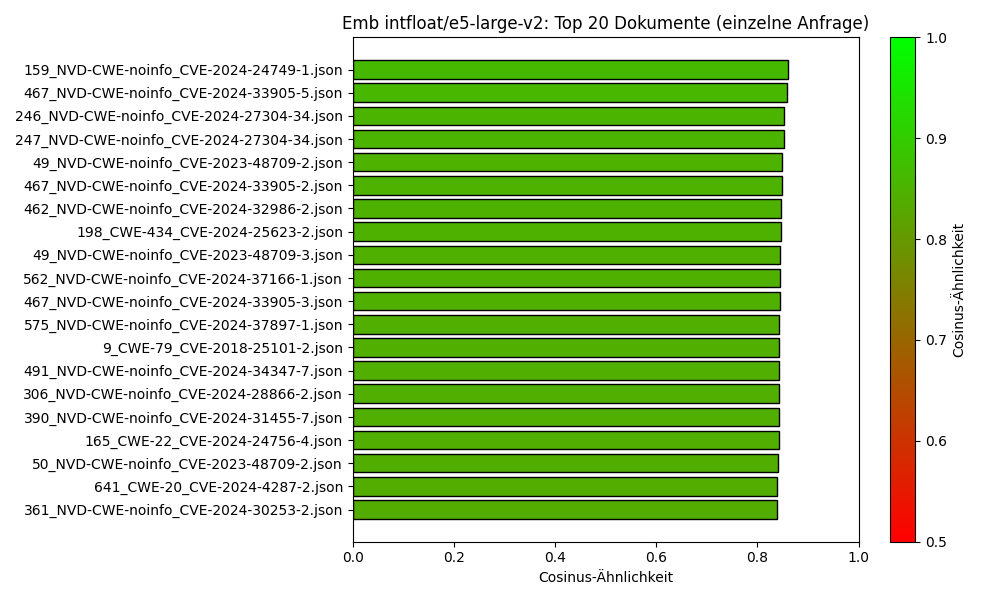 Emb intfloat/e5-large-v2: Top 20 Dokumente (einzelne Anfrage)
159_NVD-CWE-noinfo_CVE-2024-24749-1.json
467_NVD-CWE-noinfo_CVE-2024-33905-5.json
246_NVD-CWE-noinfo_CVE-2024-27304-34.json
247_NVD-CWE-noinfo_CVE-2024-27304-34.json
49_NVD-CWE-noinfo_CVE-2023-48709-2.json
467_NVD-CWE-noinfo_CVE-2024-33905-2.json
462_NVD-CWE-noinfo_CVE-2024-32986-2.json
198_CWE-434_CVE-2024-25623-2.json
49_NVD-CWE-noinfo_CVE-2023-48709-3.json
562_NVD-CWE-noinfo_CVE-2024-37166-1.json
467_NVD-CWE-noinfo_CVE-2024-33905-3.json
575_NVD-CWE-noinfo_CVE-2024-37897-1.json
9_CWE-79_CVE-2018-25101-2.json
491_NVD-CWE-noinfo_CVE-2024-34347-7.json
306_NVD-CWE-noinfo_CVE-2024-28866-2.json
390_NVD-CWE-noinfo_CVE-2024-31455-7.json
165_CWE-22_CVE-2024-24756-4.json
50_NVD-CWE-noinfo_CVE-2023-48709-2.json
641_CWE-20_CVE-2024-4287-2.json
361_NVD-CWE-noinfo_CVE-2024-30253-2.json
0.0 0.2 0.4 0.6 0.8 1.0
Cosinus-Ähnlichkeit
1.0
0.9
0.8
0.7
0.6
0.5
Cosinus-Ähnlichkeit